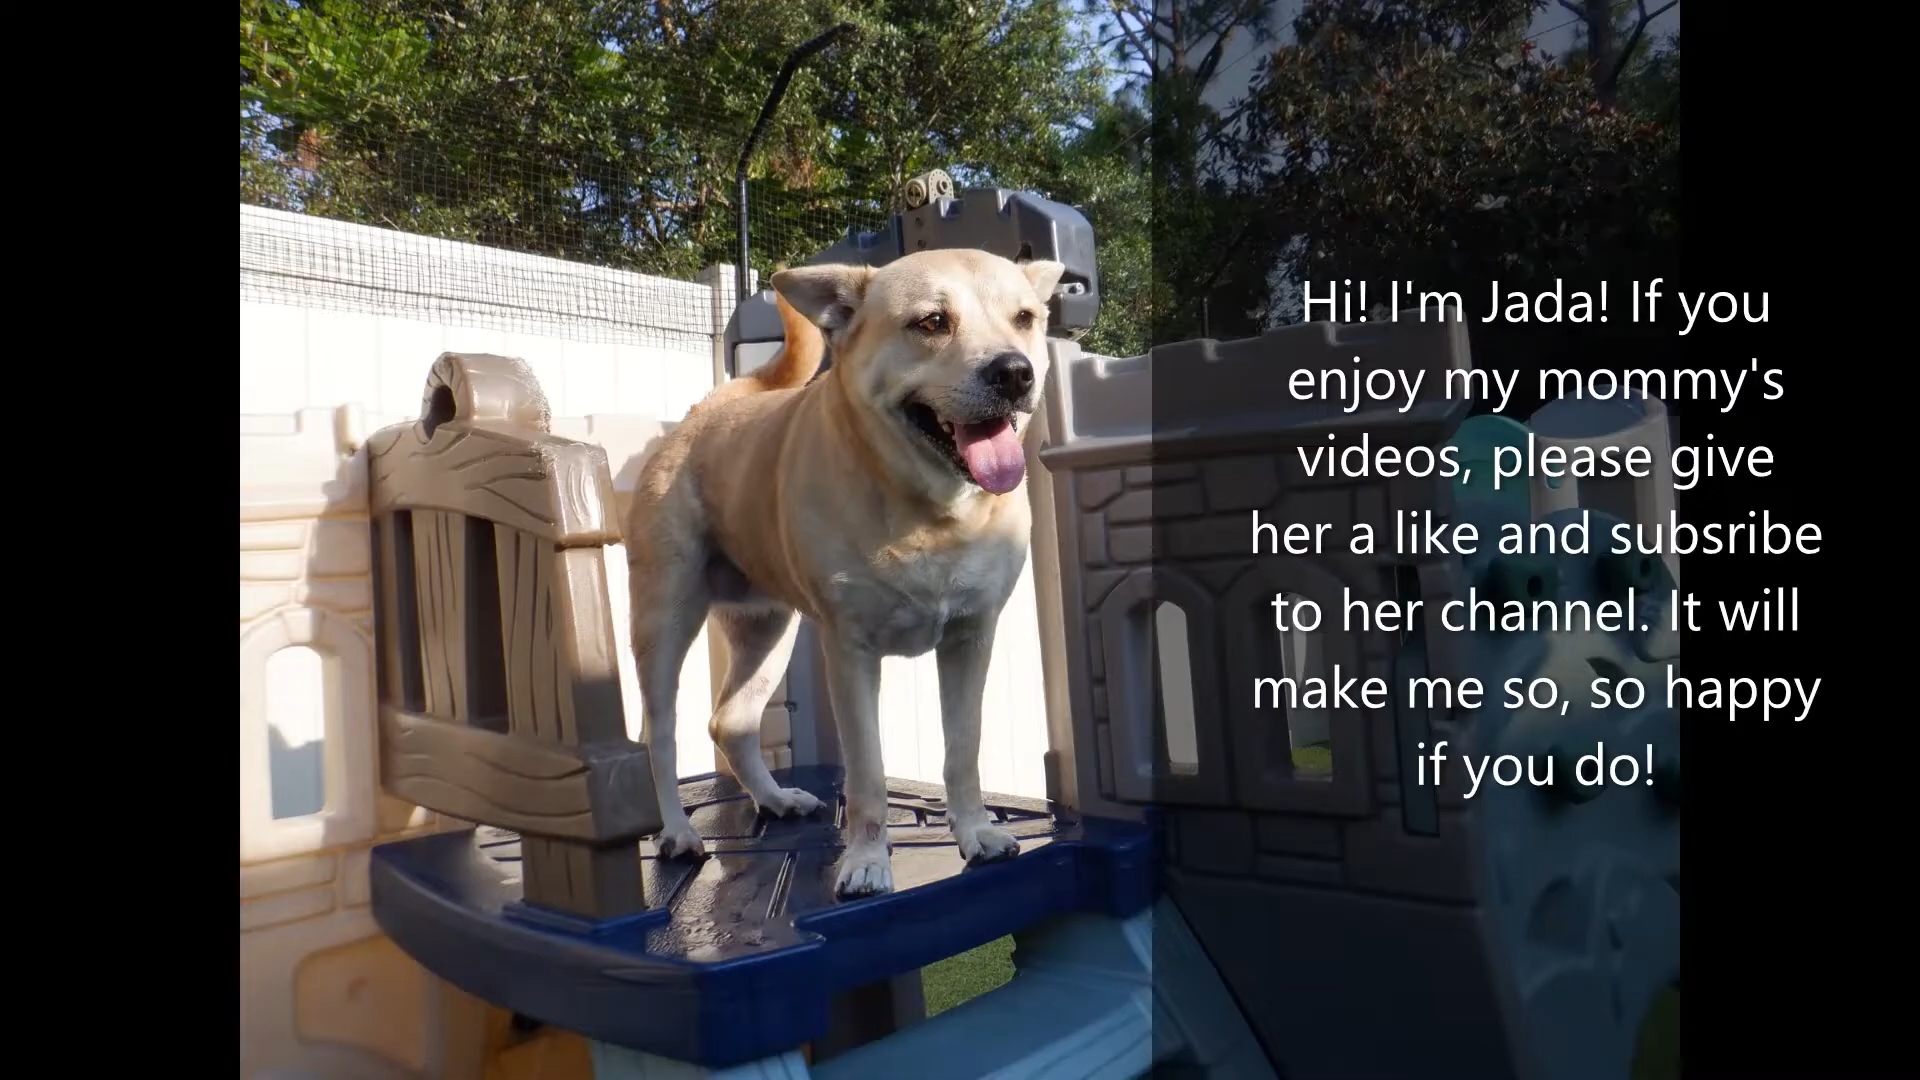 Hi! I'm Jada! If you
enjoy my mommy's
videos, please give
her a like and subsribe
to her channel. It will
make me so, so happy
if you do!